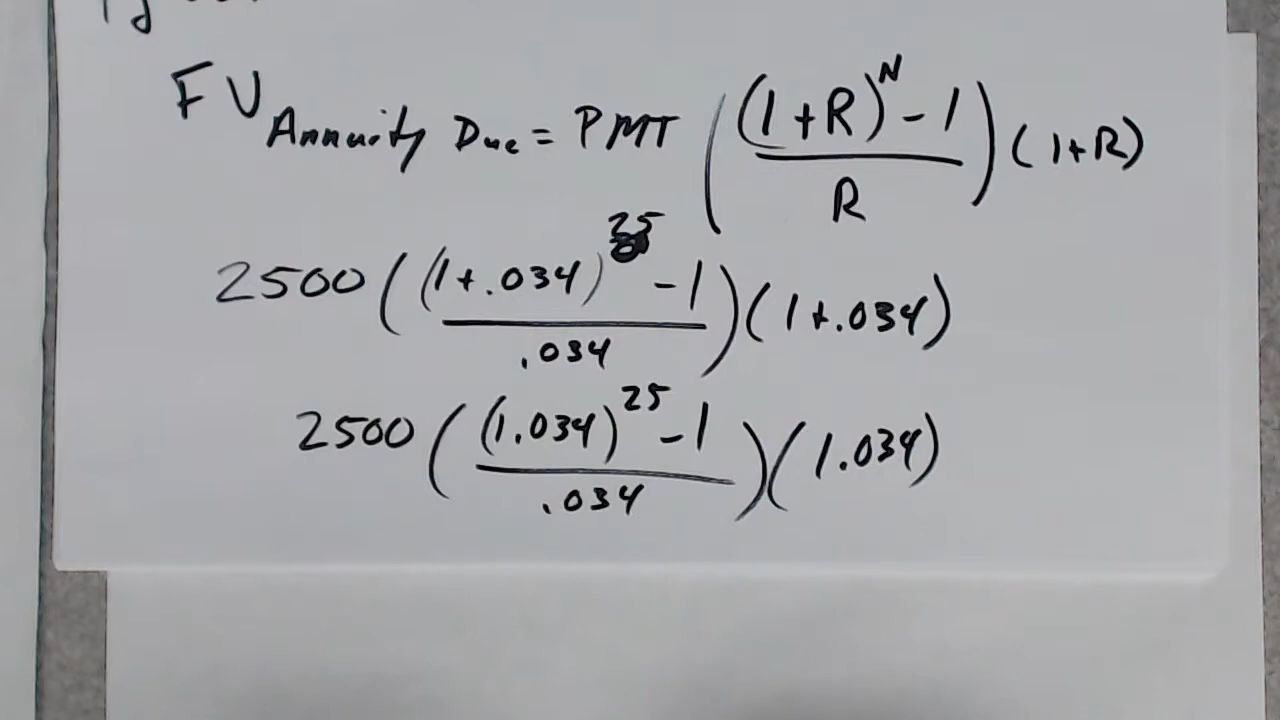 FV Annuity Due = PMT ( (1+R)^N - 1 / R ) (1+R)
2500 ( (1+.034)^25 - 1 / .034 ) (1+.034)
2500 ( (1.034)^25 - 1 / .034 ) (1.034)